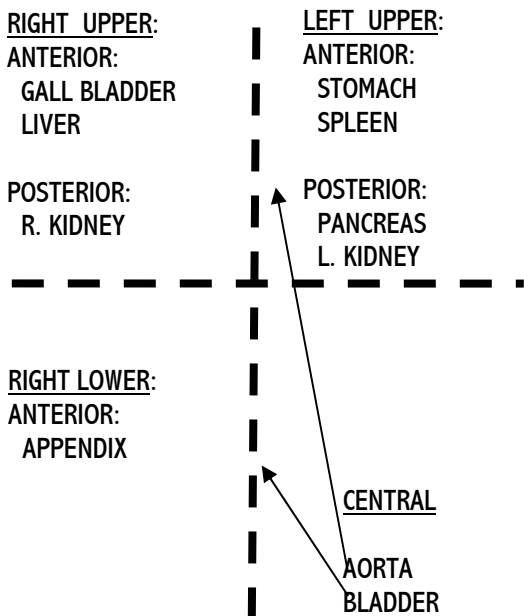 RIGHT UPPER:
ANTERIOR:
GALL BLADDER
LIVER
POSTERIOR:
R. KIDNEY
LEFT UPPER:
ANTERIOR:
STOMACH
SPLEEN
POSTERIOR:
PANCREAS
L. KIDNEY
RIGHT LOWER:
ANTERIOR:
APPENDIX
CENTRAL
AORTA
BLADDER